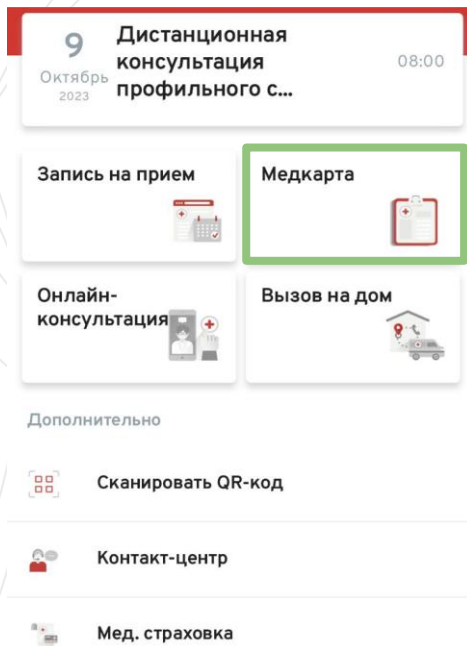 9
Октябрь
2023
Дистанционная
консультация
профильного с...
08:00
Запись на прием
Медкарта
Онлайн-
консультация
Вызов на дом
Дополнительно
Сканировать QR-код
Контакт-центр
Мед. страховка